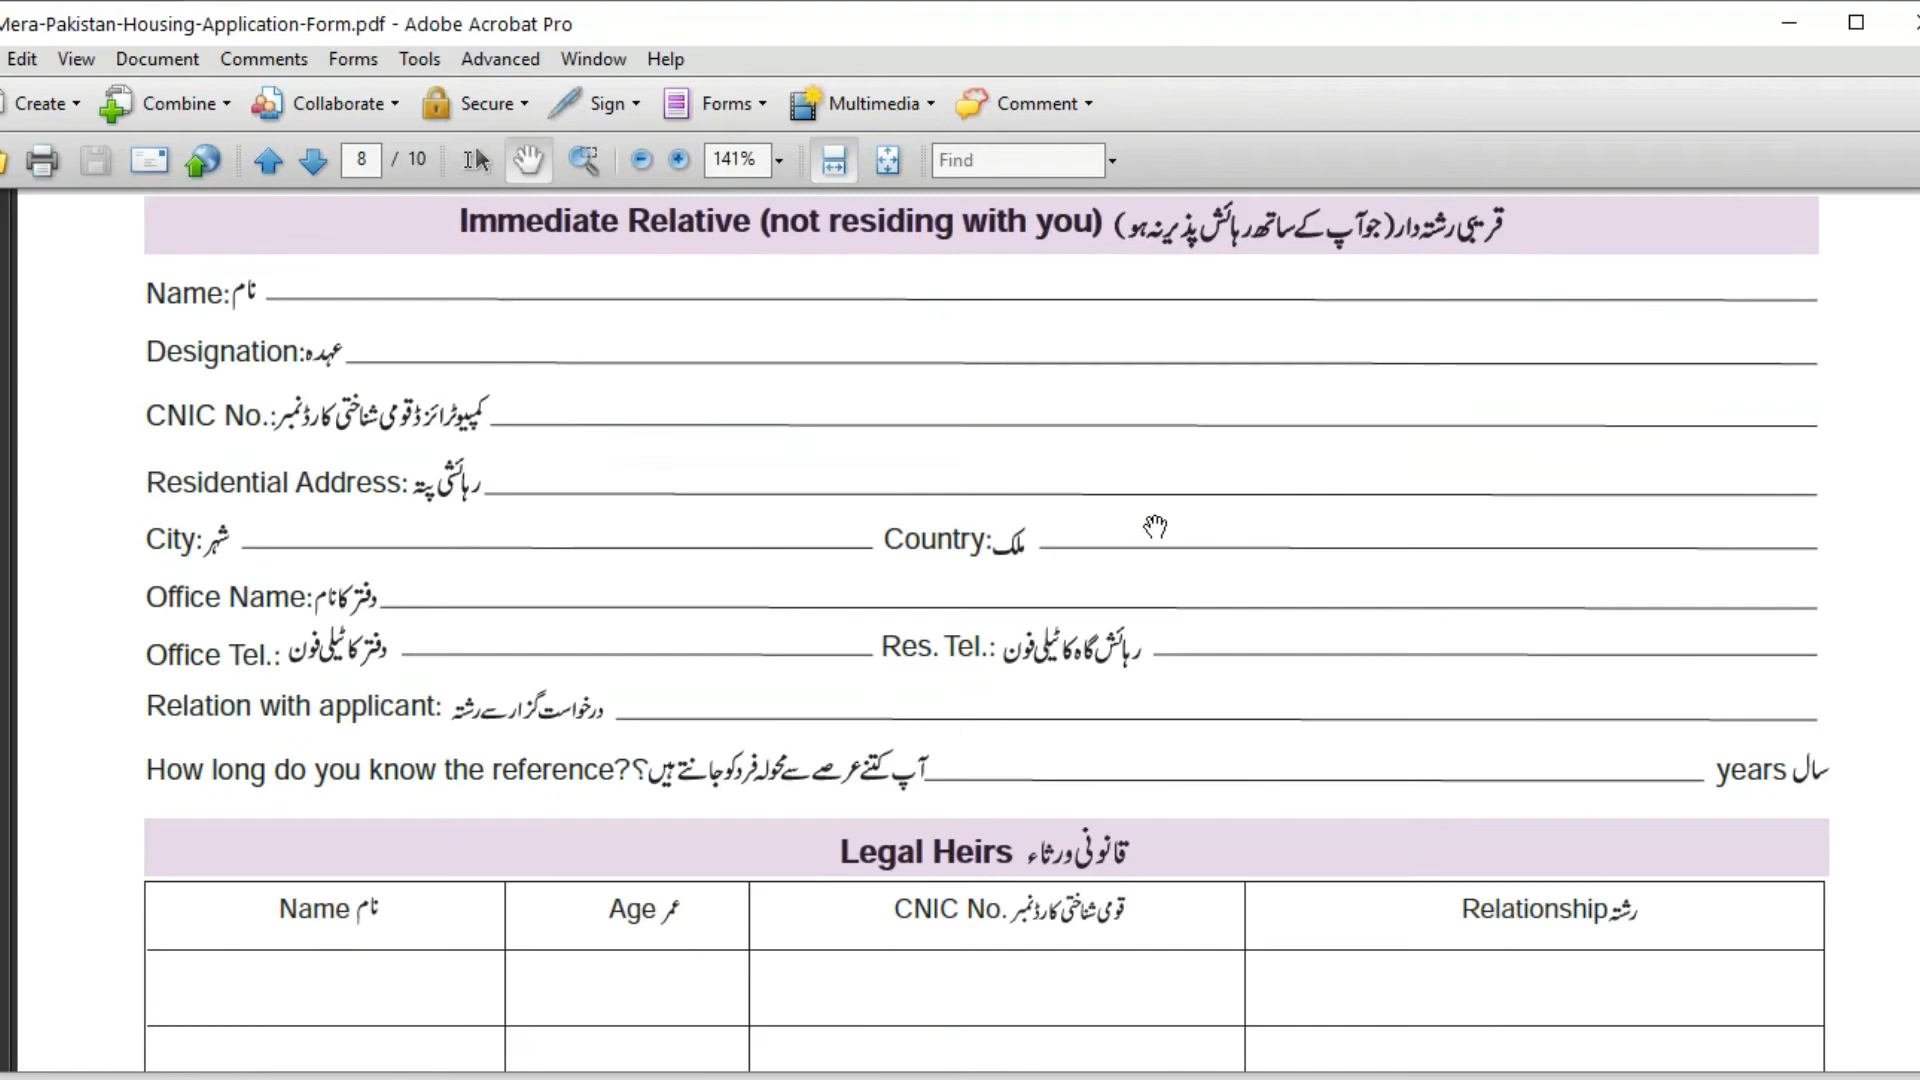 Mera-Pakistan-Housing-Application-Form.pdf - Adobe Acrobat Pro
Edit View Document Comments Forms Tools Advanced Window Help
Create Combine Collaborate Secure Sign Forms Multimedia Comment
8 / 10 141% Find
Immediate Relative (not residing with you) قریبی رشتہ دار (جو آپ کے ساتھ رہائش پذیر نہ ہو)
Name: نام
Designation: عہدہ
CNIC No.: کمپیوٹرائزڈ قومی شناختی کارڈ نمبر
Residential Address: رہائشی پتہ
City: شہر Country: ملک
Office Name: دفتر کا نام
Office Tel.: دفتر کا ٹیلی فون Res. Tel.: رہائش گاہ کا ٹیلی فون
Relation with applicant: درخواست گزار سے رشتہ
How long do you know the reference? آپ کتنے عرصے سے محولہ فرد کو جانتے ہیں؟ years سال
Legal Heirs قانونی ورثاء
Name نام Age عمر CNIC No. قومی شناختی کارڈ نمبر Relationship رشتہ